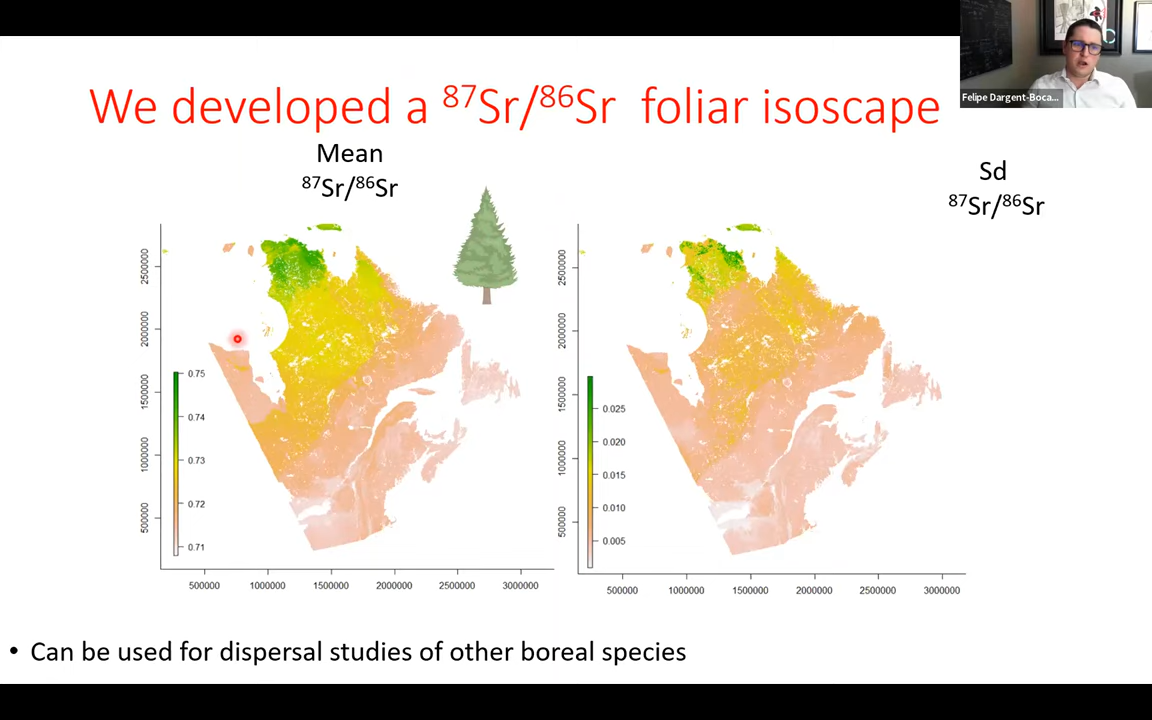 Felipe Dargent-Boca...
We developed a ⁸⁷Sr/⁸⁶Sr foliar isoscape
Mean
⁸⁷Sr/⁸⁶Sr
Sd
⁸⁷Sr/⁸⁶Sr
2500000
2000000
1500000
1000000
500000
0.75
0.74
0.73
0.72
0.71
500000 1000000 1500000 2000000 2500000 3000000
2500000
2000000
1500000
1000000
500000
0.025
0.020
0.015
0.010
0.005
500000 1000000 1500000 2000000 2500000 3000000
• Can be used for dispersal studies of other boreal species